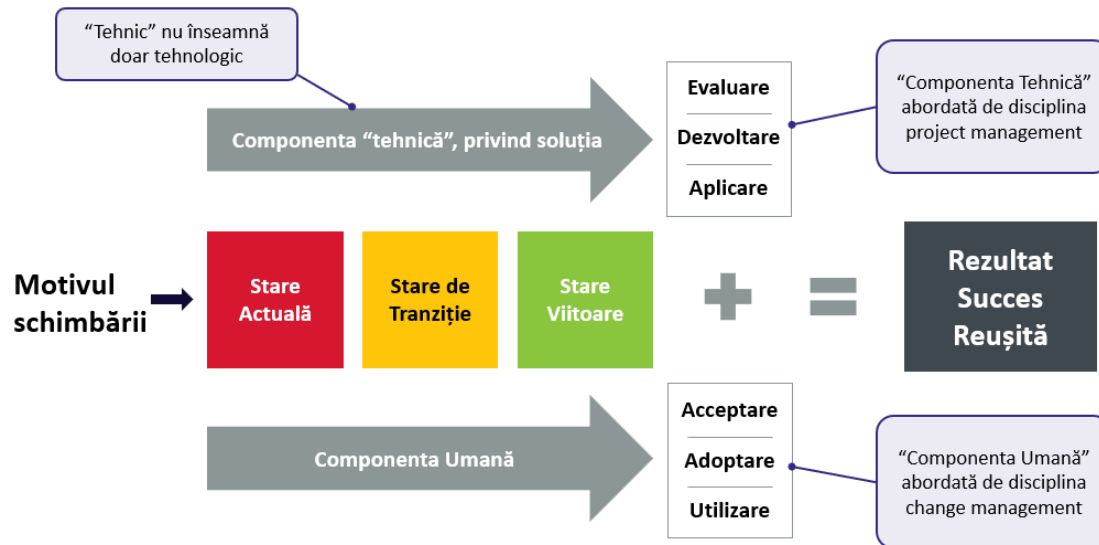 “Tehnic” nu înseamnă
doar tehnologic
Componenta “tehnică”, privind soluția
Evaluare
Dezvoltare
Aplicare
“Componenta Tehnică”
abordată de disciplina
project management
Motivul
schimbării
Stare
Actuală
Stare de
Tranziție
Stare
Viitoare
+
=
Rezultat
Succes
Reușită
Componenta Umană
Acceptare
Adoptare
Utilizare
“Componenta Umană”
abordată de disciplina
change management